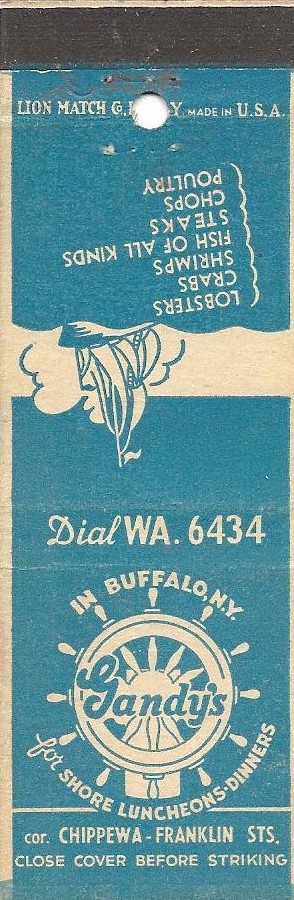 LION MATCH MADE IN U.S.A.
LOBSTERS
CRABS
SHRIMPS
FISH OF ALL KINDS
STEAKS
CHOPS
POULTRY
Dial WA. 6434
IN BUFFALO, N.Y.
Gandy's
for SHORE LUNCHEONS-DINNERS
cor. CHIPPEWA - FRANKLIN STS.
CLOSE COVER BEFORE STRIKING